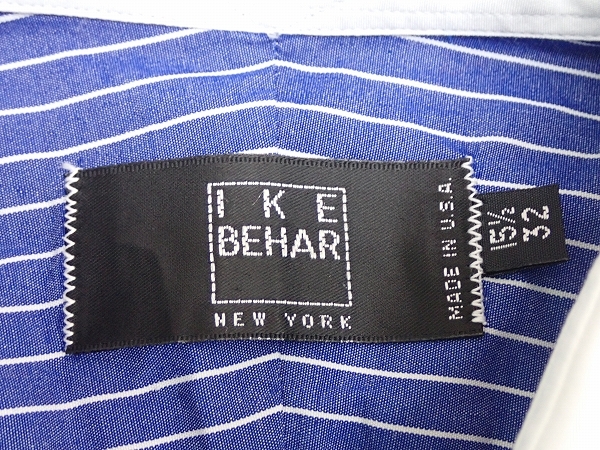 IKE
BEHAR
NEW YORK
MADE IN U.S.A.
15½
32